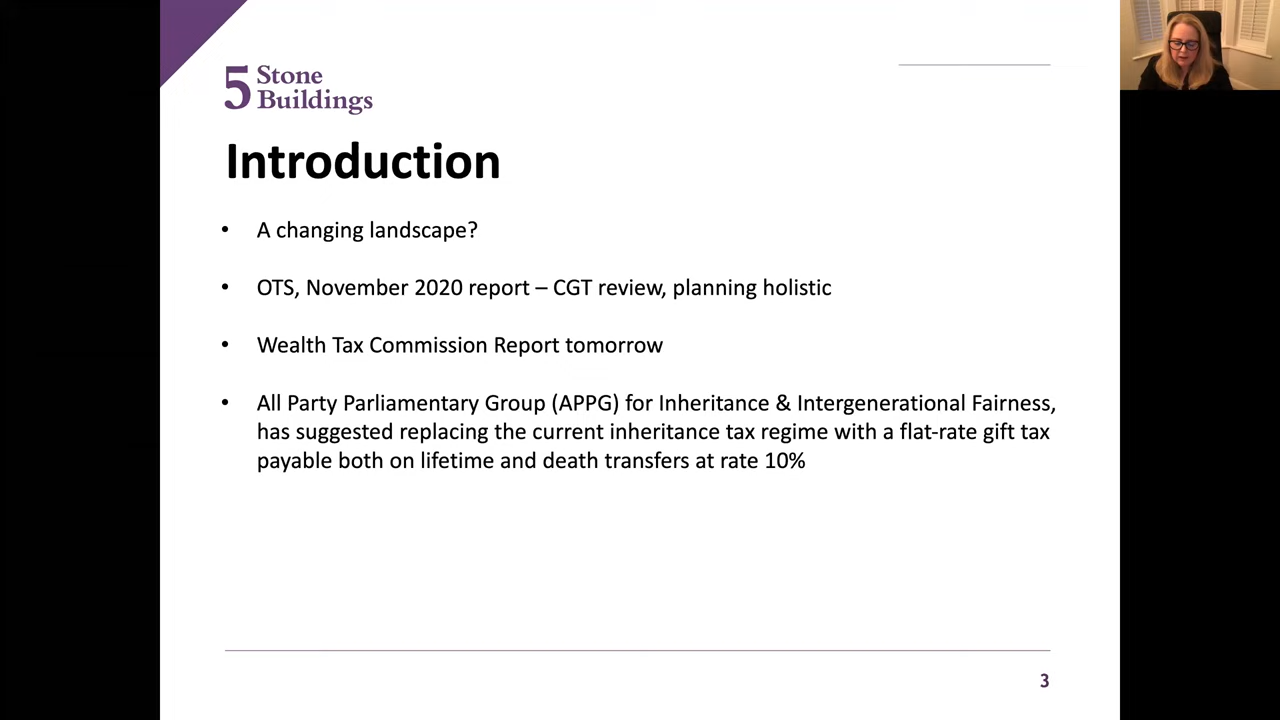 5 Stone
Buildings
Introduction
• A changing landscape?
• OTS, November 2020 report – CGT review, planning holistic
• Wealth Tax Commission Report tomorrow
• All Party Parliamentary Group (APPG) for Inheritance & Intergenerational Fairness,
has suggested replacing the current inheritance tax regime with a flat-rate gift tax
payable both on lifetime and death transfers at rate 10%
3